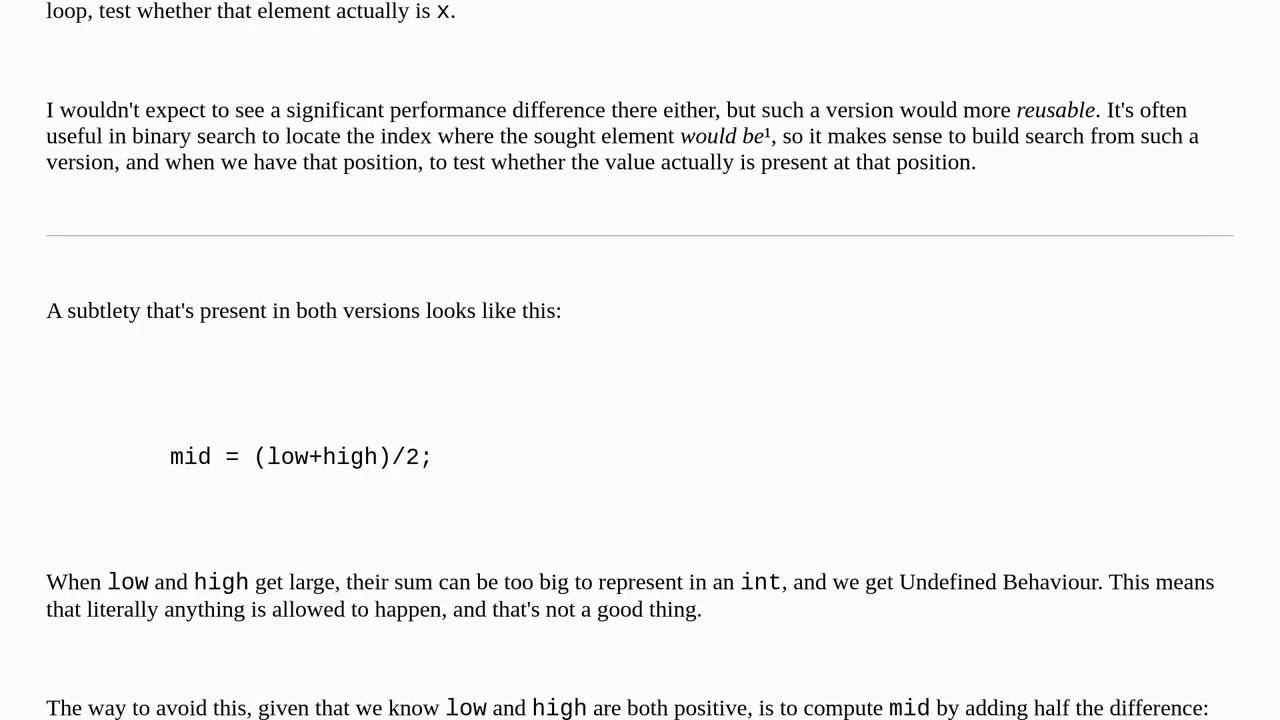 loop, test whether that element actually is x.
I wouldn't expect to see a significant performance difference there either, but such a version would more reusable. It's often
useful in binary search to locate the index where the sought element would be¹, so it makes sense to build search from such a
version, and when we have that position, to test whether the value actually is present at that position.
A subtlety that's present in both versions looks like this:
mid = (low+high)/2;
When low and high get large, their sum can be too big to represent in an int, and we get Undefined Behaviour. This means
that literally anything is allowed to happen, and that's not a good thing.
The way to avoid this, given that we know low and high are both positive, is to compute mid by adding half the difference: